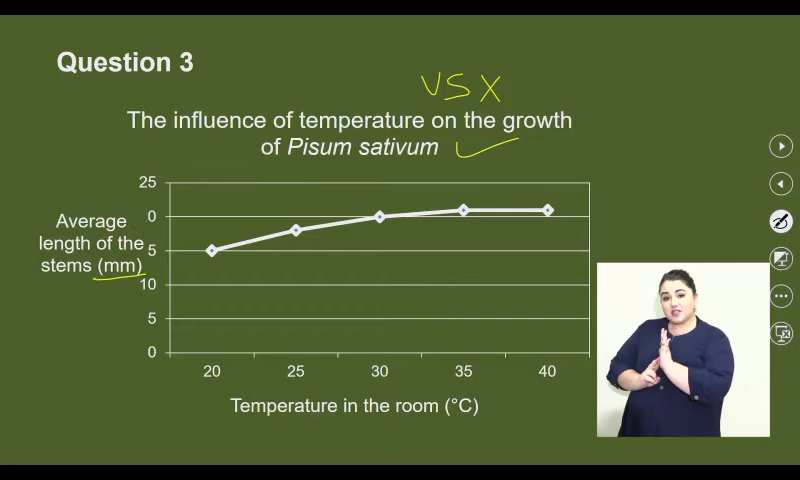 Question 3
VS X
The influence of temperature on the growth
of Pisum sativum
25
0
5
10
5
0
Average
length of the
stems (mm)
20 25 30 35 40
Temperature in the room (°C)